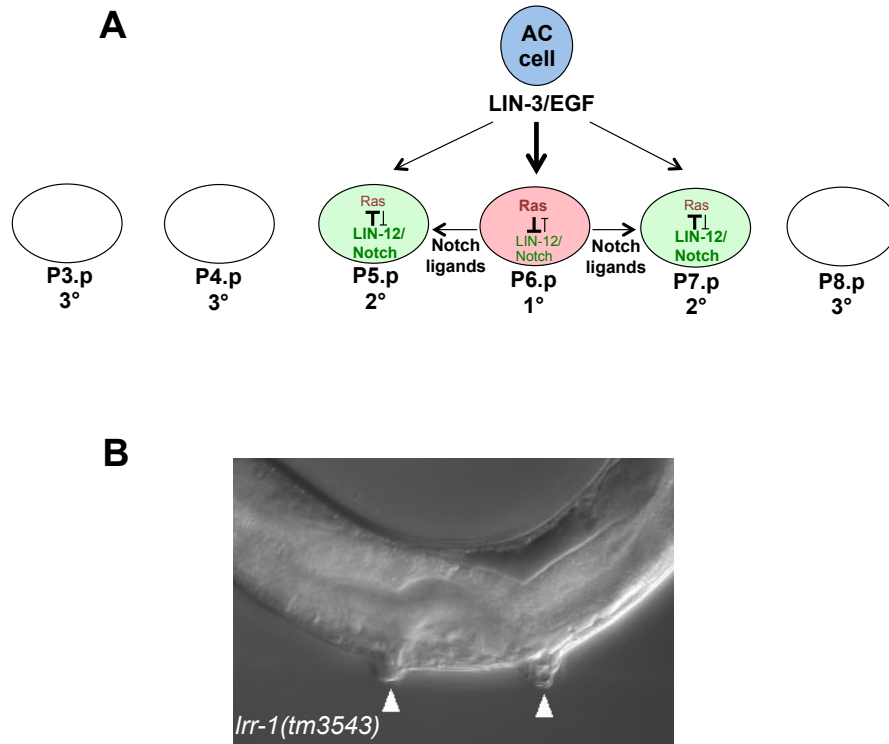 A
AC
cell
LIN-3/EGF
Ras
LIN-12/
Notch
Ras
LIN-12/
Notch
Ras
LIN-12/
Notch
Notch
ligands
Notch
ligands
P3.p
3°
P4.p
3°
P5.p
2°
P6.p
1°
P7.p
2°
P8.p
3°
B
lrr-1(tm3543)